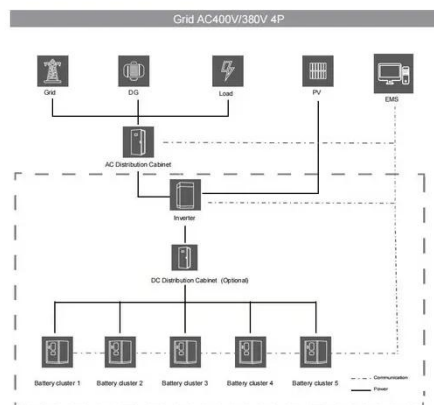 Grid AC400V/380V 4P
Grid
DG
Load
PV
EMS
AC Distribution Cabinet
Inverter
DC Distribution Cabinet (Optional)
Battery cluster 1
Battery cluster 2
Battery cluster 3
Battery cluster 4
Battery cluster 5
Communication
Power